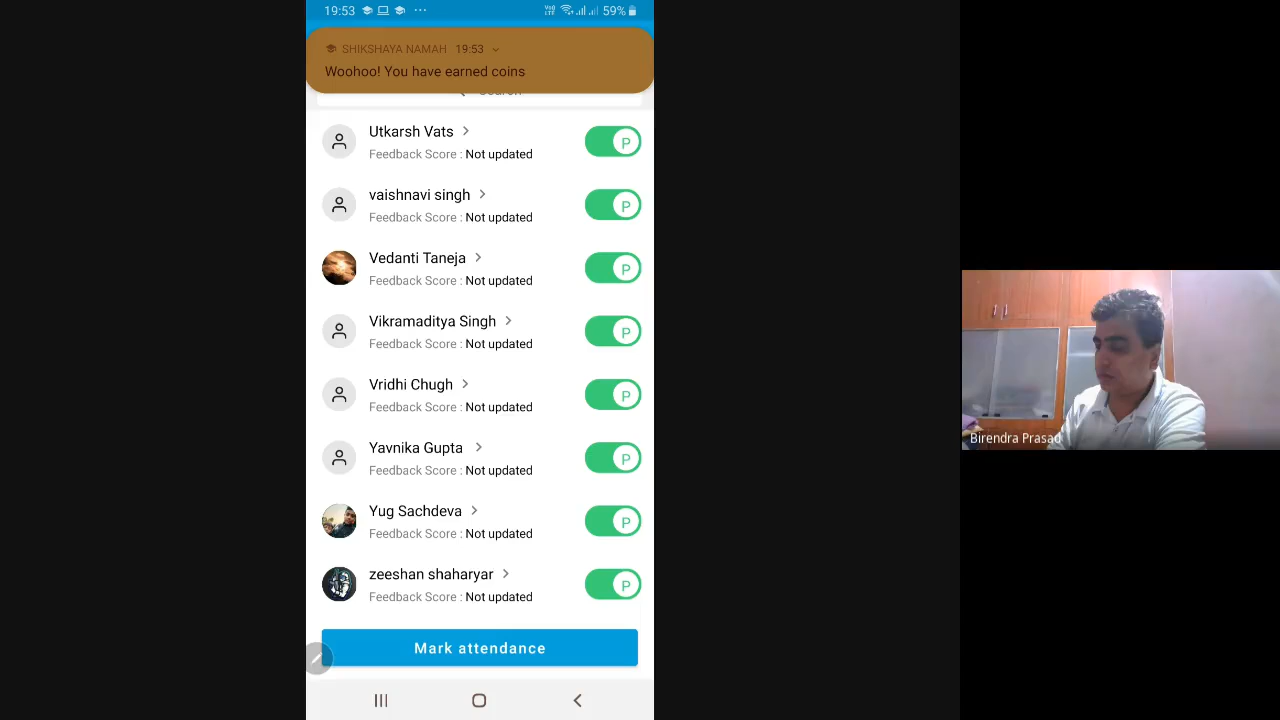 19:53 59%
SHIKSHAYA NAMAH 19:53
Woohoo! You have earned coins
Search
Utkarsh Vats
Feedback Score : Not updated
P
vaishnavi singh
Feedback Score : Not updated
P
Vedanti Taneja
Feedback Score : Not updated
P
Vikramaditya Singh
Feedback Score : Not updated
P
Vridhi Chugh
Feedback Score : Not updated
P
Yavnika Gupta
Feedback Score : Not updated
P
Yug Sachdeva
Feedback Score : Not updated
P
zeeshan shaharyar
Feedback Score : Not updated
P
Mark attendance
Birendra Prasad